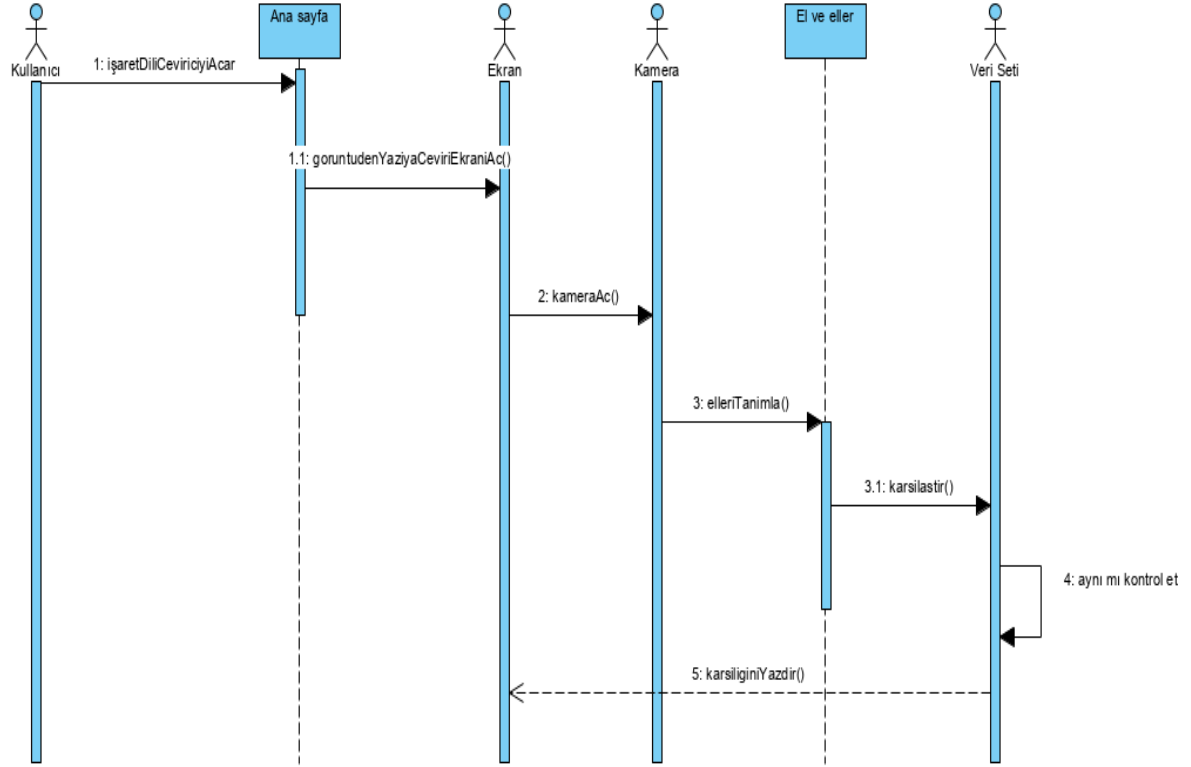 Kullanıcı
Ana sayfa
Ekran
Kamera
El ve eller
Veri Seti
1: işaretDiliCeviriciyiAcar
1.1: goruntudenYaziyaCeviriEkraniAc()
2: kameraAc()
3: elleriTanimla()
3.1: karsilastir()
4: aynı mı kontrol et
5: karsiliginiYazdir()